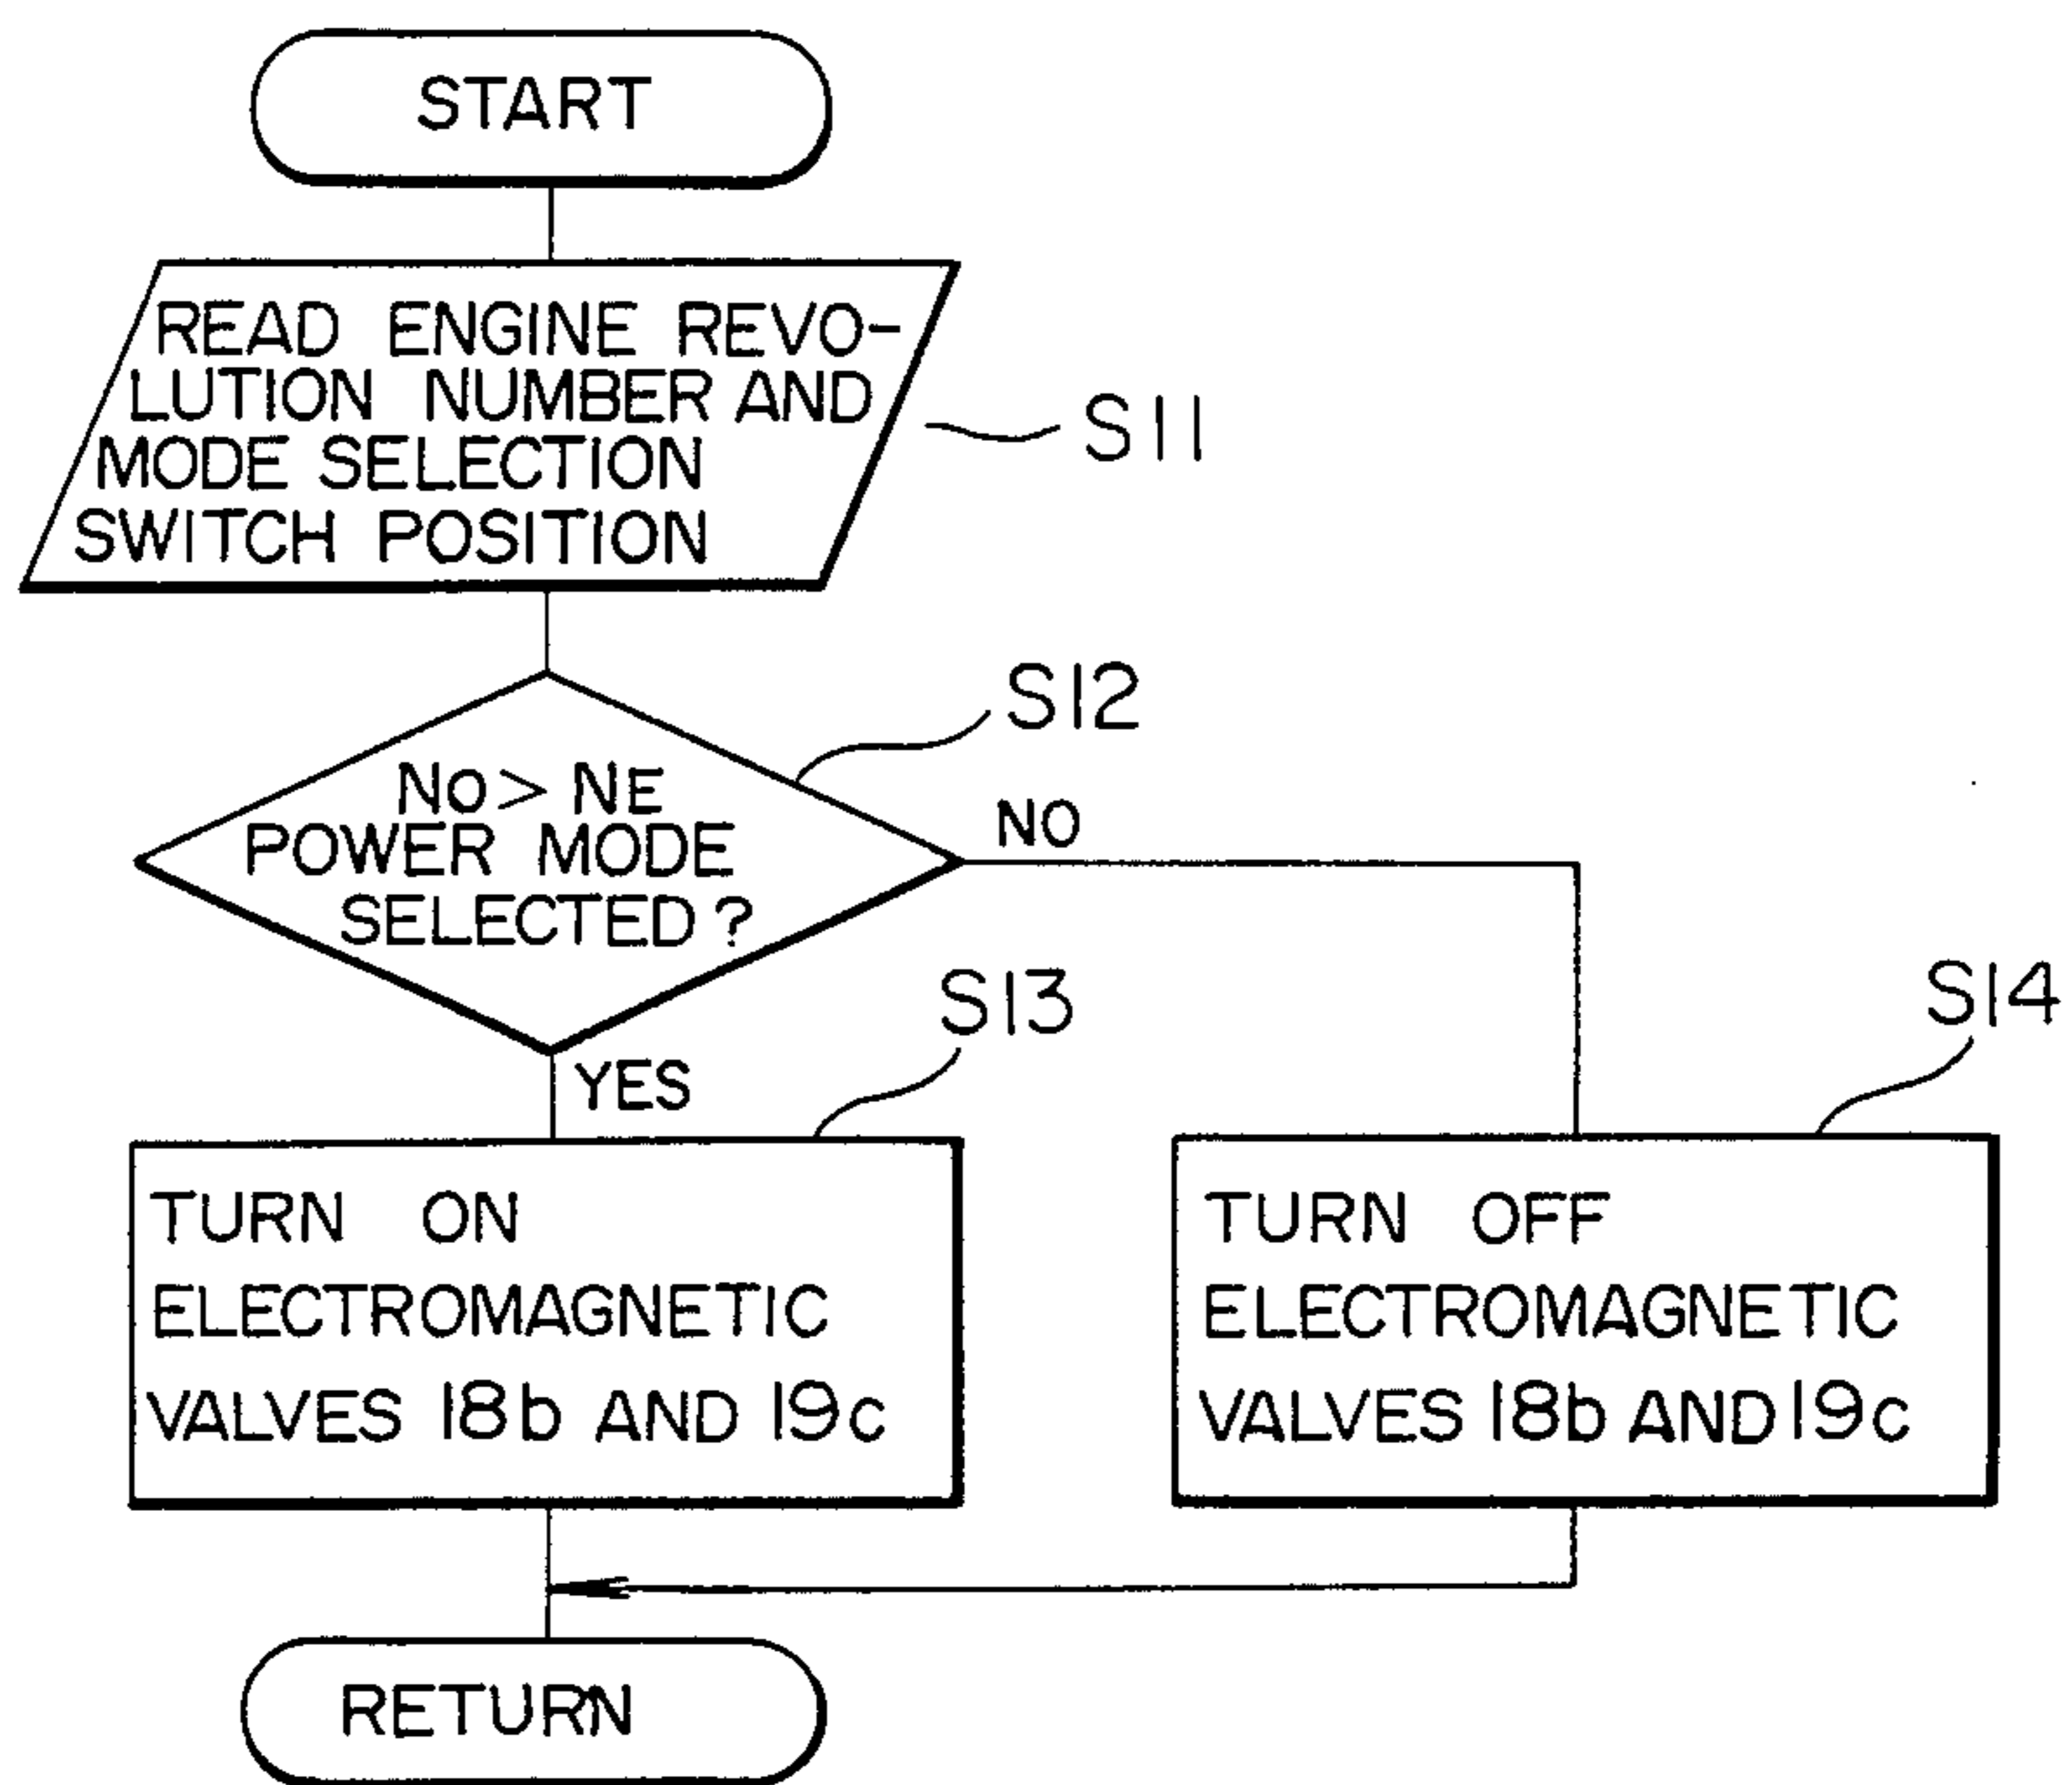 START
READ ENGINE REVO-
LUTION NUMBER AND
MODE SELECTION
SWITCH POSITION
S11
S12
NO > NE
POWER MODE
SELECTED ?
NO
YES
S13
TURN ON
ELECTROMAGNETIC
VALVES 18b AND 19c
S14
TURN OFF
ELECTROMAGNETIC
VALVES 18b AND 19c
RETURN